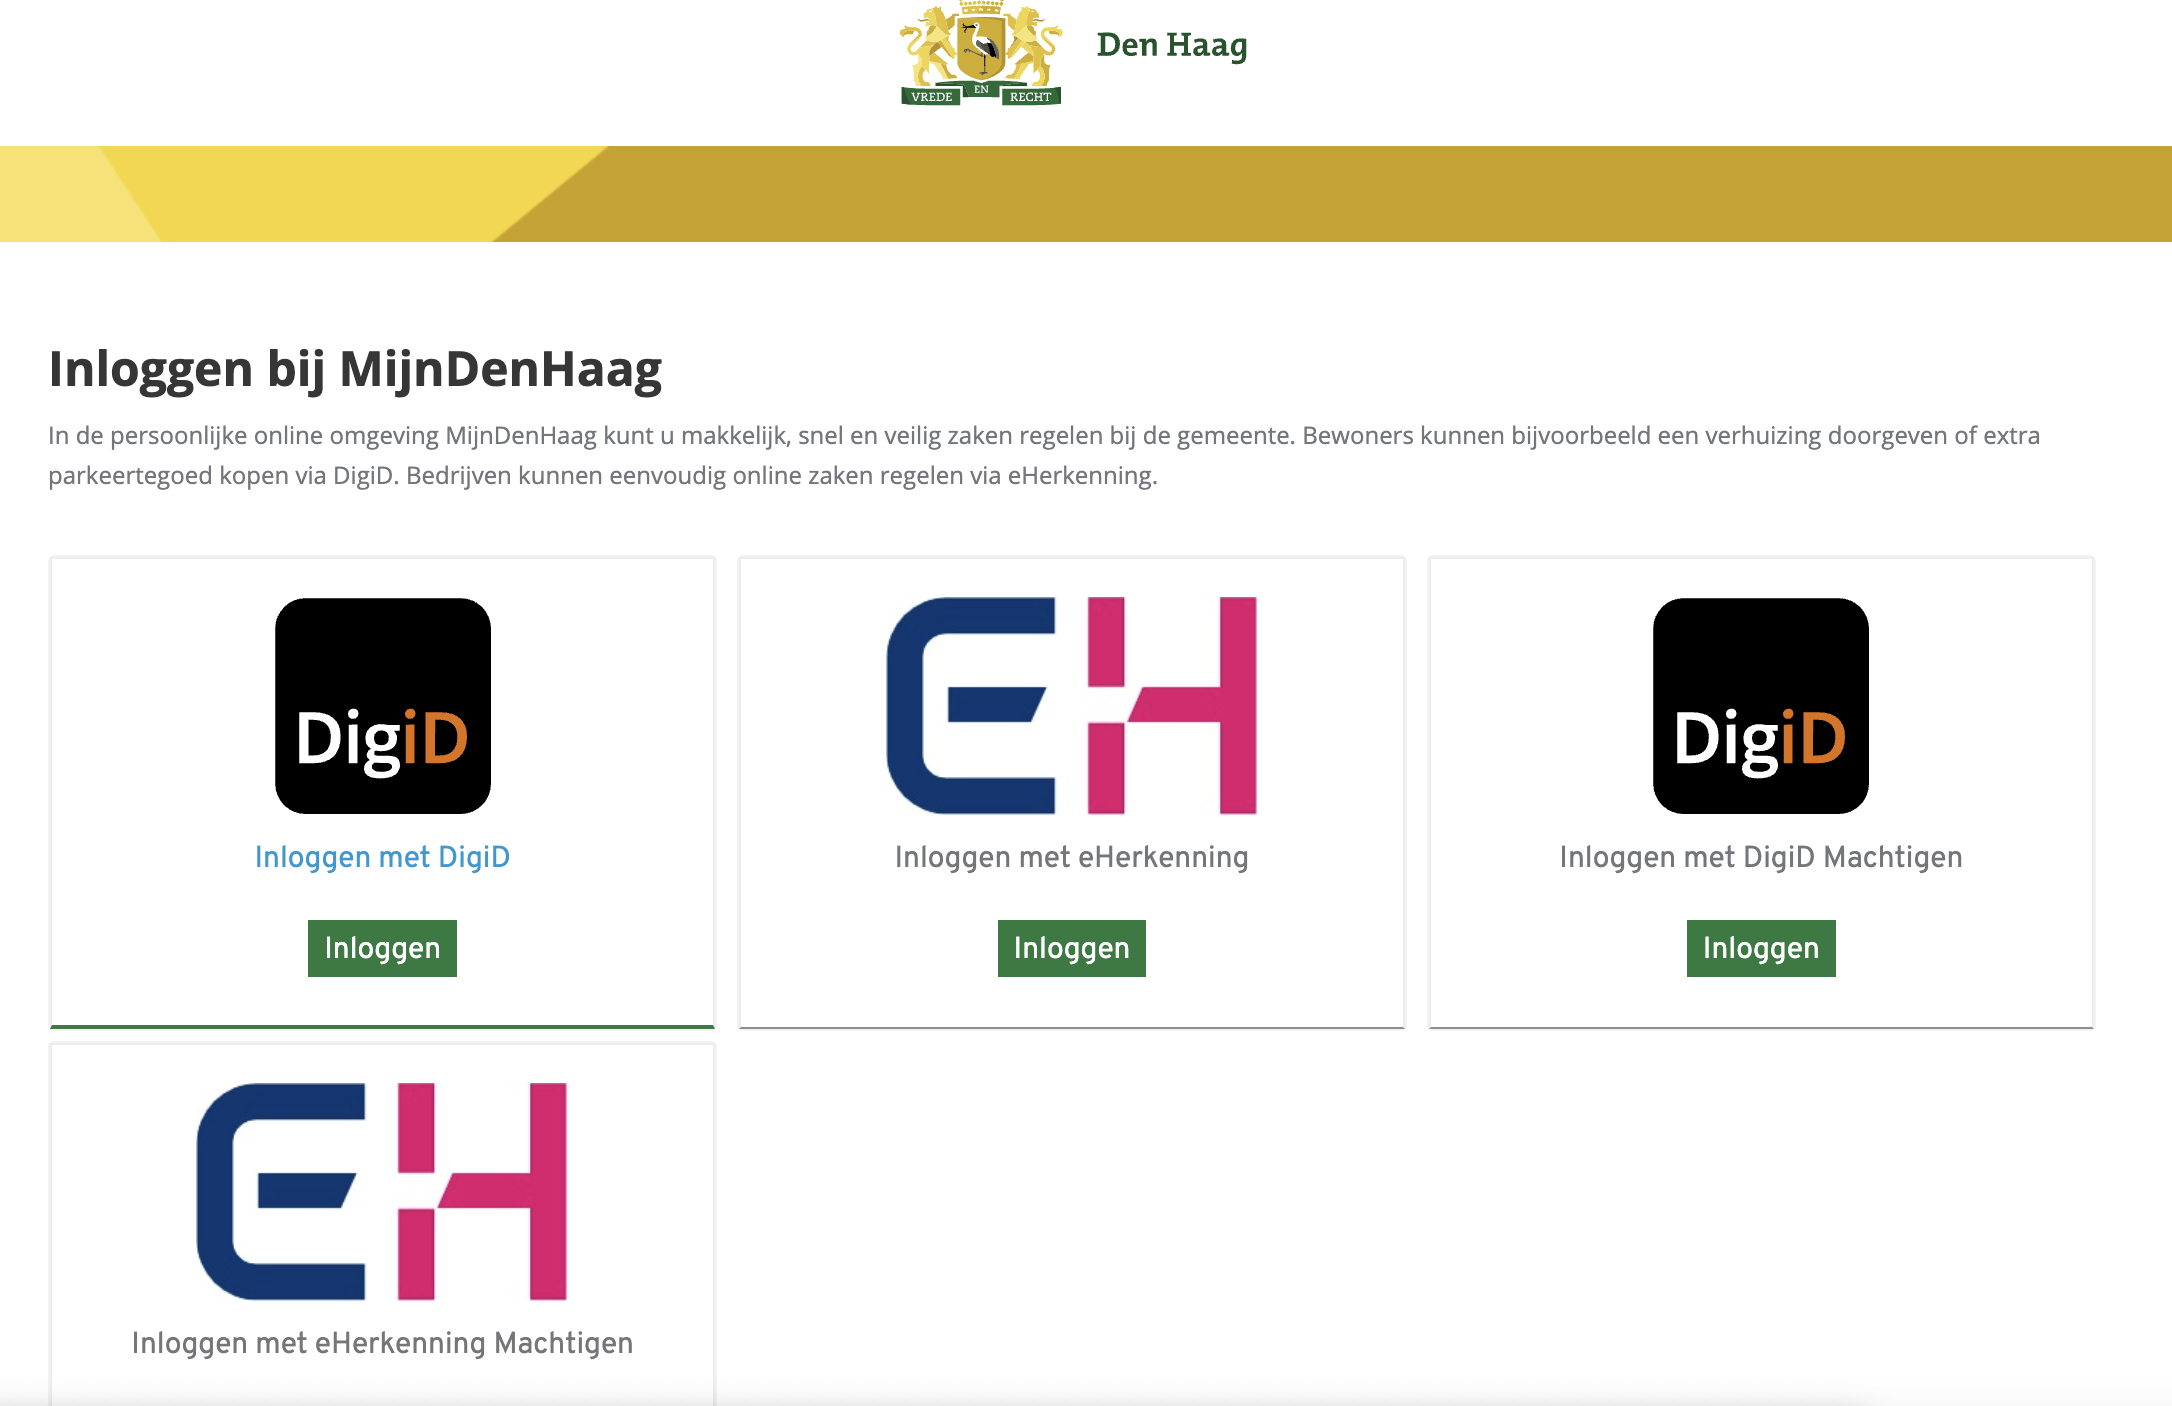 VREDE EN RECHT
Den Haag
Inloggen bij MijnDenHaag
In de persoonlijke online omgeving MijnDenHaag kunt u makkelijk, snel en veilig zaken regelen bij de gemeente. Bewoners kunnen bijvoorbeeld een verhuizing doorgeven of extra
parkeertegoed kopen via DigiD. Bedrijven kunnen eenvoudig online zaken regelen via eHerkenning.
DigiD
Inloggen met DigiD
Inloggen
EH
Inloggen met eHerkenning
Inloggen
DigiD
Inloggen met DigiD Machtigen
Inloggen
EH
Inloggen met eHerkenning Machtigen